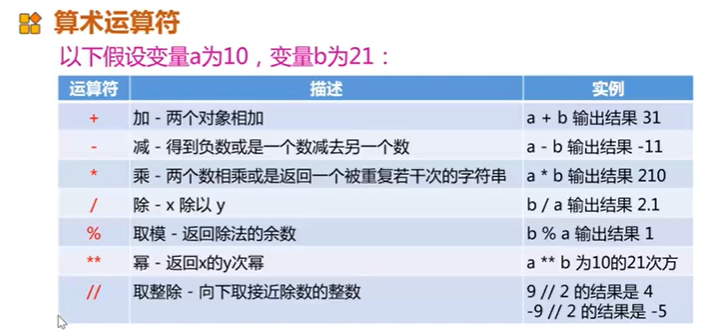 算术运算符
以下假设变量a为10，变量b为21：
运算符 描述 实例
+ 加 - 两个对象相加 a + b 输出结果 31
- 减 - 得到负数或是一个数减去另一个数 a - b 输出结果 -11
* 乘 - 两个数相乘或是返回一个被重复若干次的字符串 a * b 输出结果 210
/ 除 - x 除以 y b / a 输出结果 2.1
% 取模 - 返回除法的余数 b % a 输出结果 1
** 幂 - 返回x的y次幂 a ** b 为10的21次方
// 取整除 - 向下取接近除数的整数 9 // 2 的结果是 4
-9 // 2 的结果是 -5